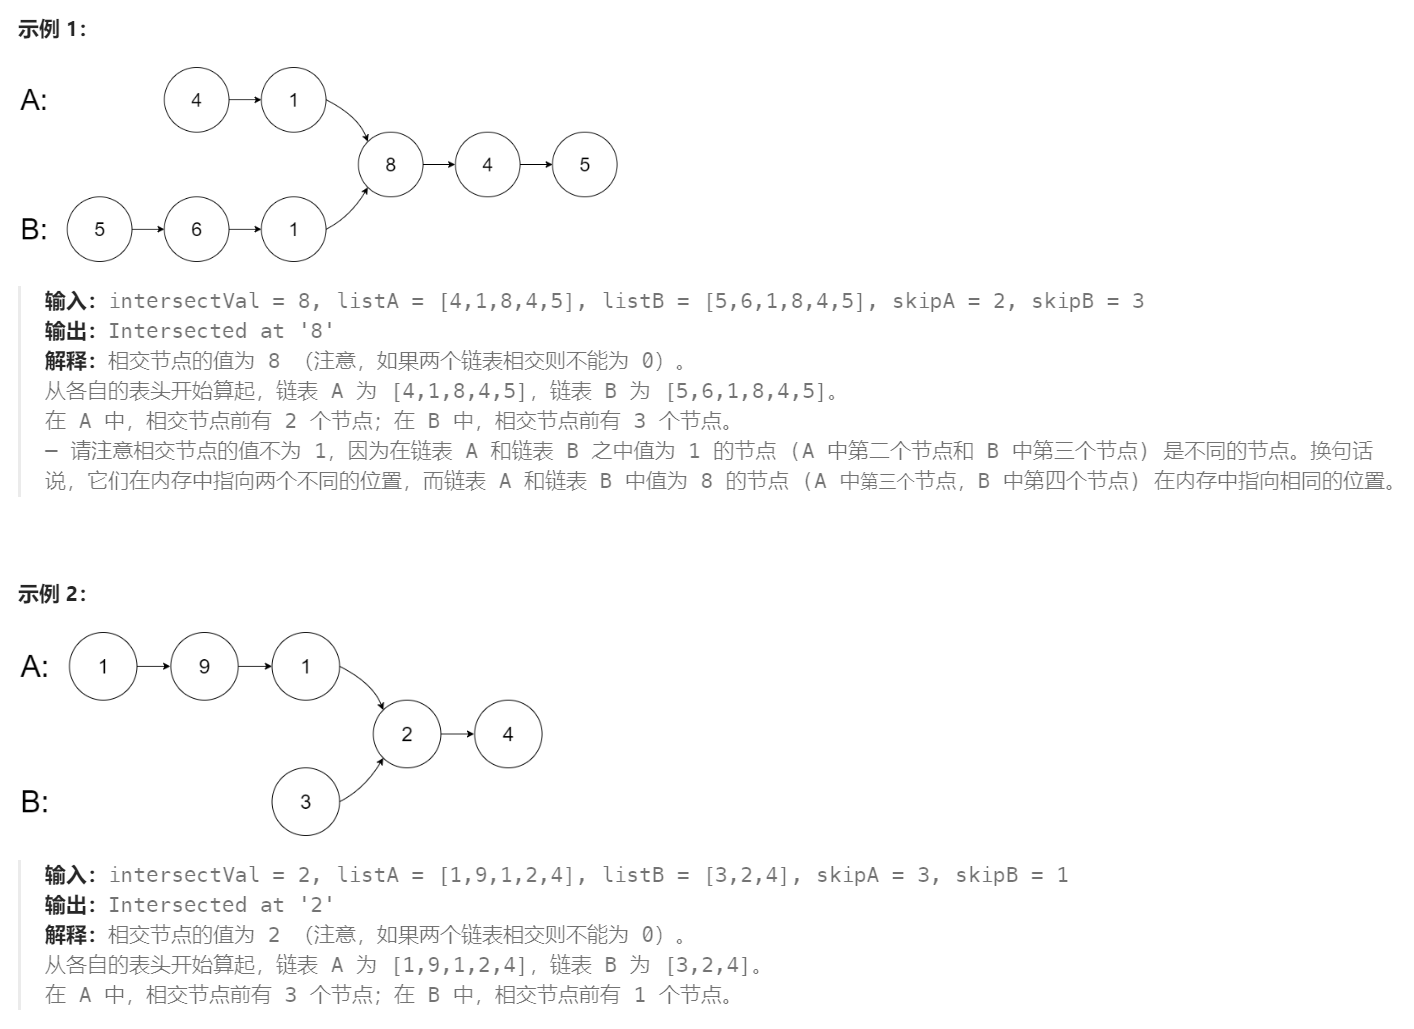 示例 1：
A:
4
1
8
4
5
B:
5
6
1
输入：intersectVal = 8, listA = [4,1,8,4,5], listB = [5,6,1,8,4,5], skipA = 2, skipB = 3
输出：Intersected at '8'
解释：相交节点的值为 8 （注意，如果两个链表相交则不能为 0）。
从各自的表头开始算起，链表 A 为 [4,1,8,4,5]，链表 B 为 [5,6,1,8,4,5]。
在 A 中，相交节点前有 2 个节点；在 B 中，相交节点前有 3 个节点。
— 请注意相交节点的值不为 1，因为在链表 A 和链表 B 之中值为 1 的节点 (A 中第二个节点和 B 中第三个节点) 是不同的节点。换句话
说，它们在内存中指向两个不同的位置，而链表 A 和链表 B 中值为 8 的节点 (A 中第三个节点，B 中第四个节点) 在内存中指向相同的位置。
示例 2：
A:
1
9
1
2
4
B:
3
输入：intersectVal = 2, listA = [1,9,1,2,4], listB = [3,2,4], skipA = 3, skipB = 1
输出：Intersected at '2'
解释：相交节点的值为 2 （注意，如果两个链表相交则不能为 0）。
从各自的表头开始算起，链表 A 为 [1,9,1,2,4]，链表 B 为 [3,2,4]。
在 A 中，相交节点前有 3 个节点；在 B 中，相交节点前有 1 个节点。